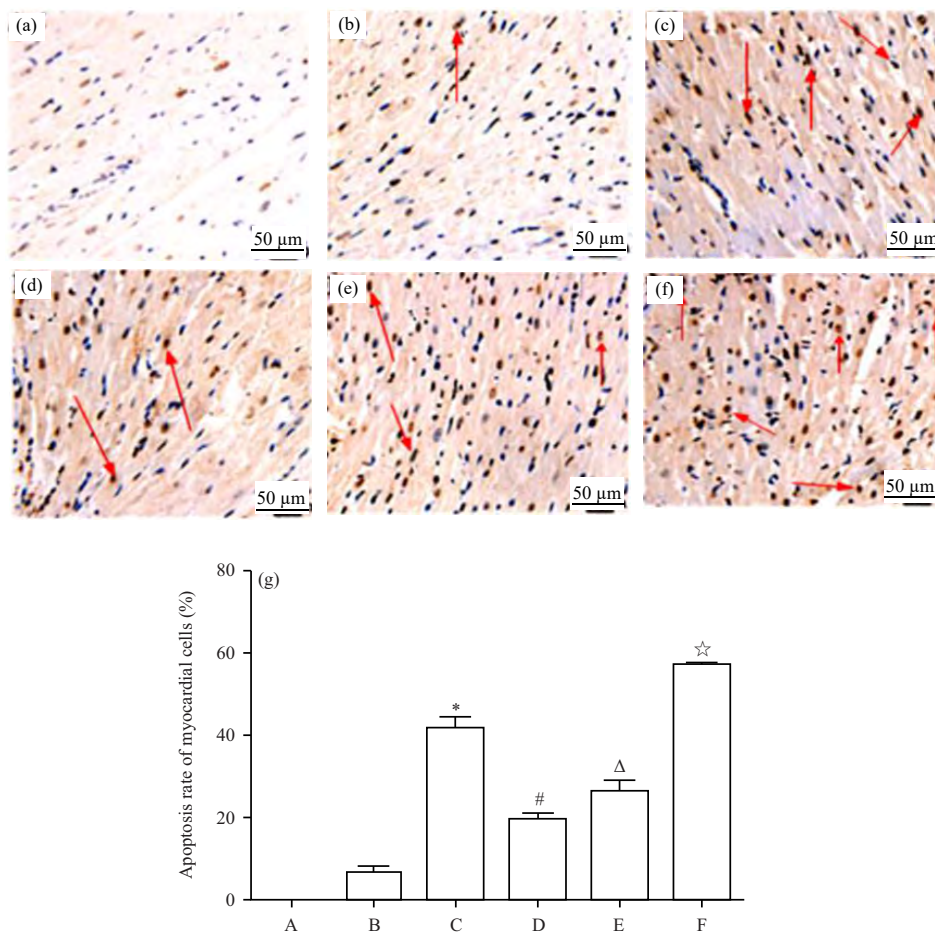 (a)
(b)
(c)
50 µm
50 µm
50 µm
(d)
(e)
(f)
50 µm
50 µm
50 µm
(g)
Apoptosis rate of myocardial cells (%)
80
60
40
20
0
*
#
Δ
☆
A B C D E F